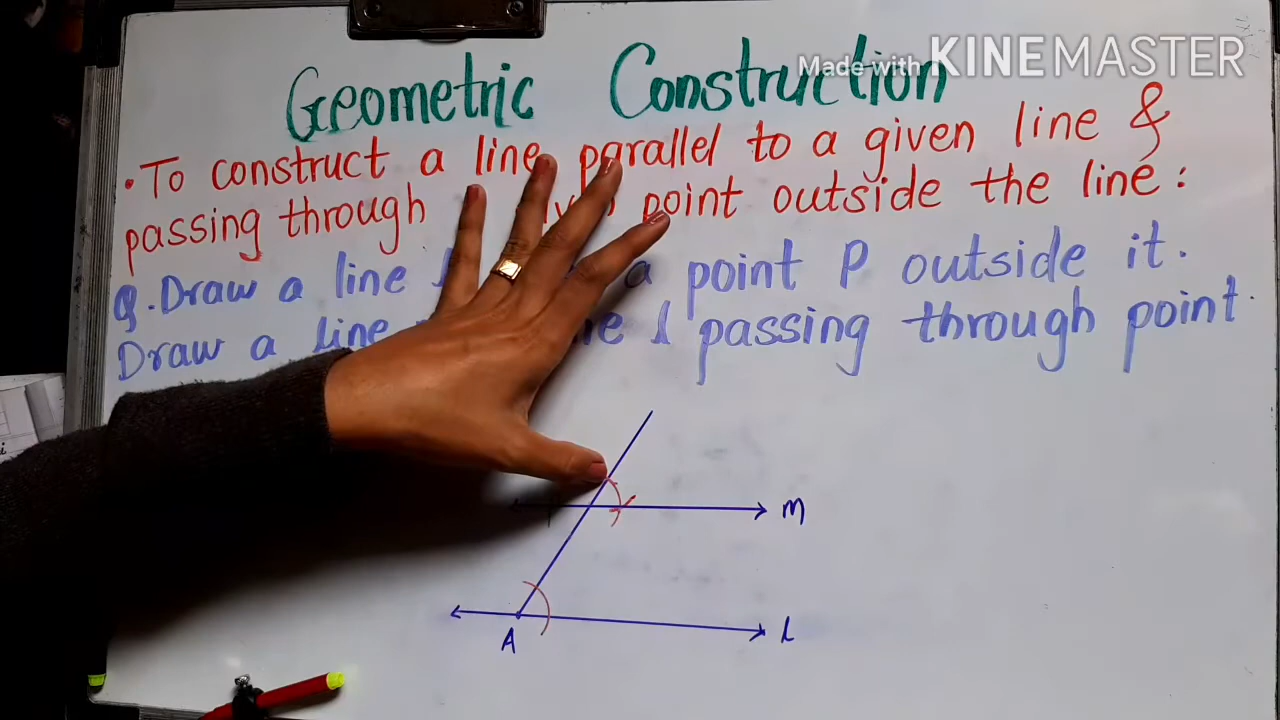 Made with KINEMASTER
Geometric Construction
• To construct a line parallel to a given line &
passing through point outside the line :
Q. Draw a line a point P outside it.
Draw a line l passing through point
M
A
l